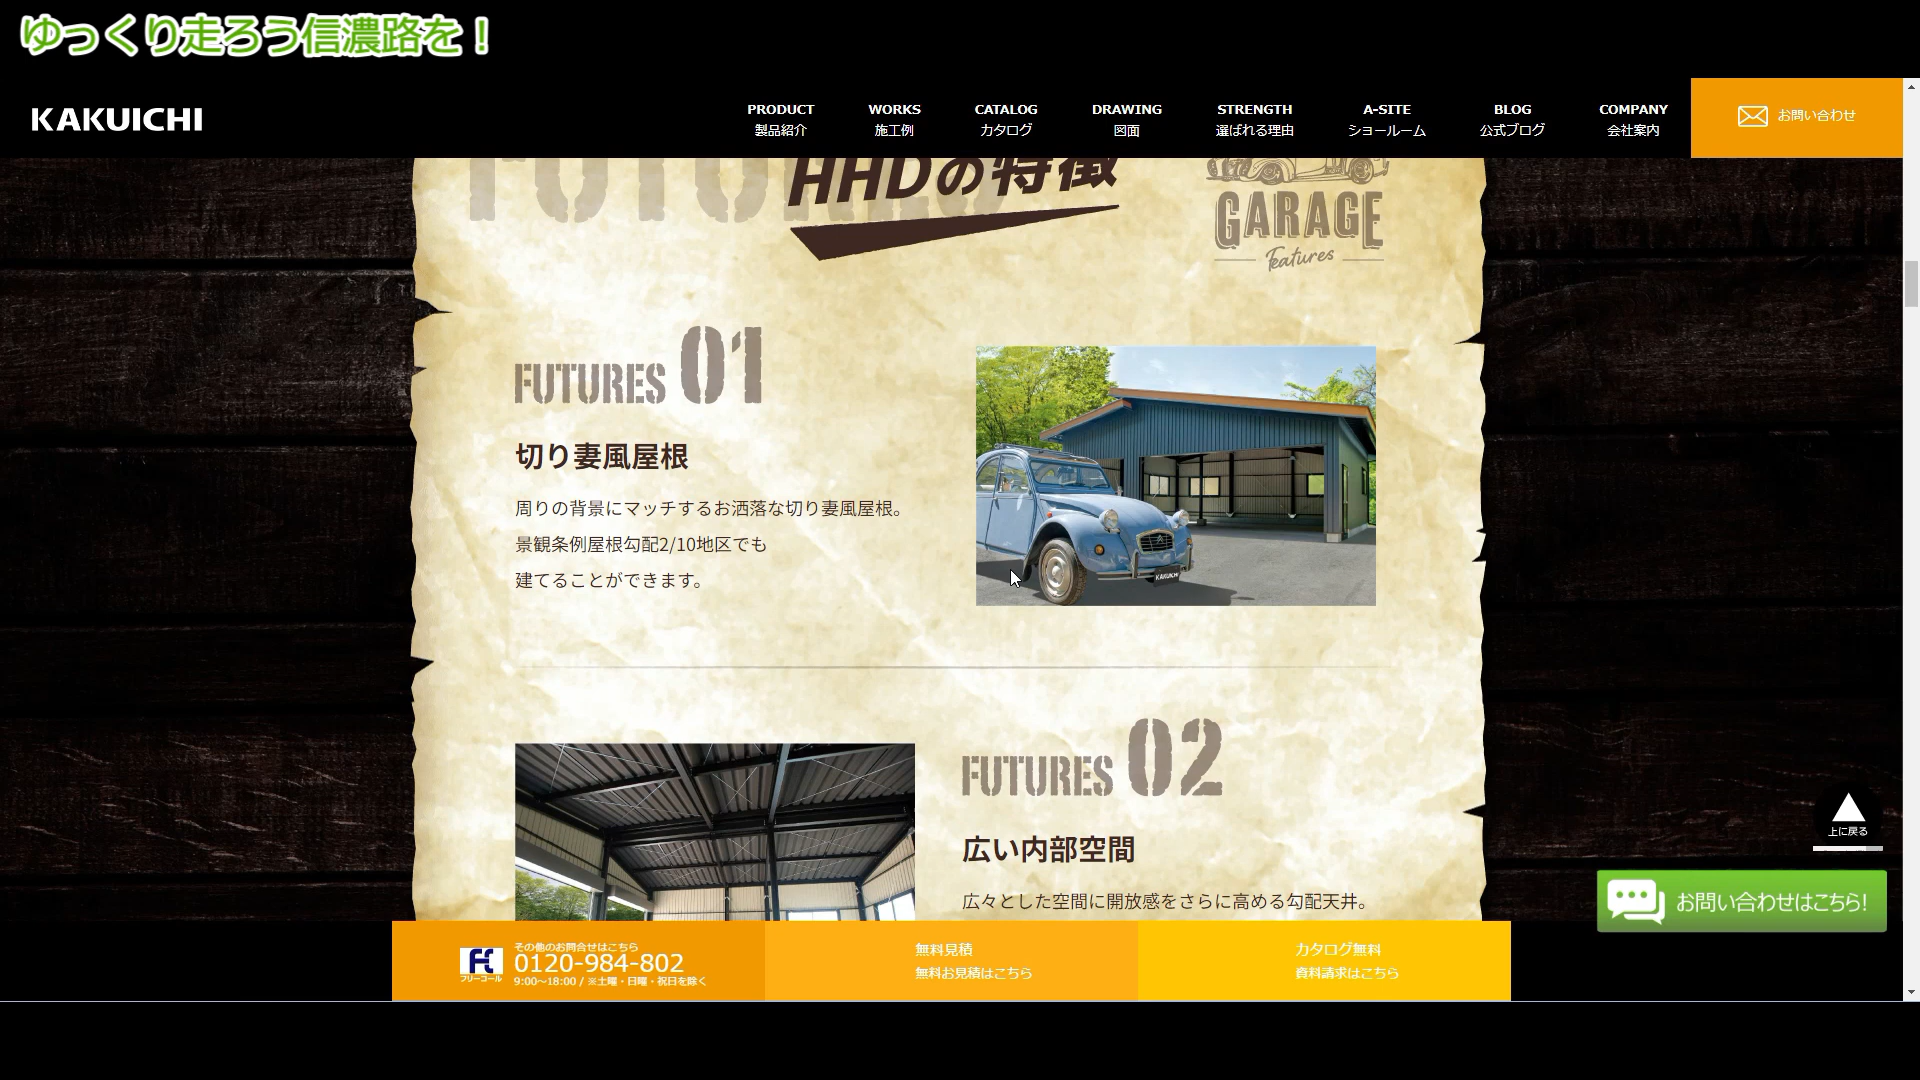 ゆっくり走ろう信濃路を！
KAKUICHI
PRODUCT
製品紹介
WORKS
施工例
CATALOG
カタログ
DRAWING
図面
STRENGTH
選ばれる理由
A-SITE
ショールーム
BLOG
公式ブログ
COMPANY
会社案内
お問い合わせ
HHDの特徴
GARAGE
Features
FUTURES 01
切り妻風屋根
周りの背景にマッチするお洒落な切り妻風屋根。
景観条例屋根勾配2/10地区でも
建てることができます。
KAKUICHI
FUTURES 02
広い内部空間
広々とした空間に開放感をさらに高める勾配天井。
上に戻る
お問い合わせはこちら!
フリーコール
その他のお問合せはこちら
0120-984-802
9:00～18:00 / ※土曜・日曜・祝日を除く
無料見積
無料お見積はこちら
カタログ無料
資料請求はこちら